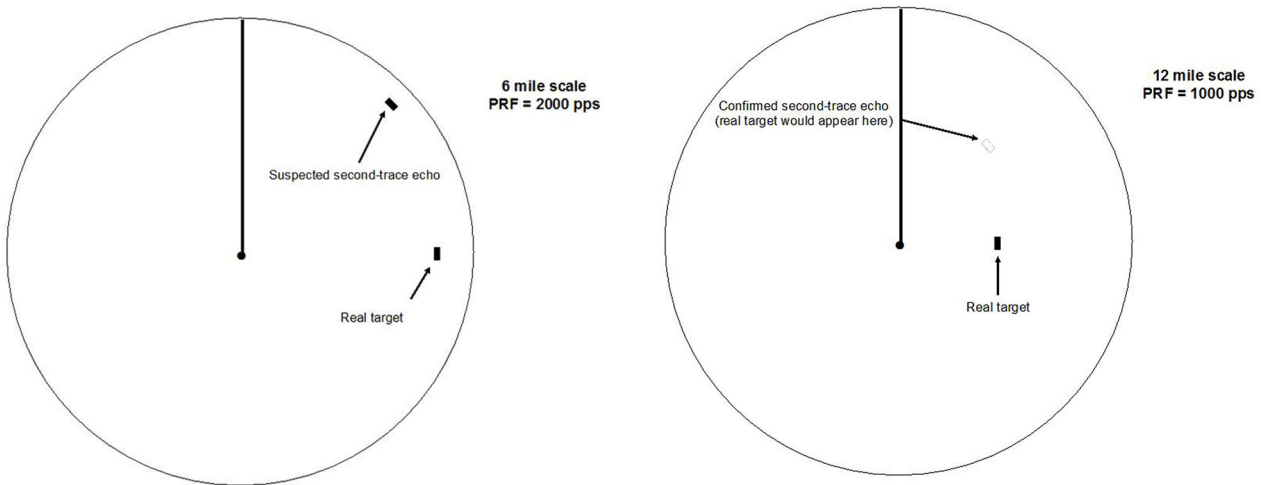 6 mile scale
PRF = 2000 pps
Suspected second-trace echo
Real target
12 mile scale
PRF = 1000 pps
Confirmed second-trace echo
(real target would appear here)
Real target